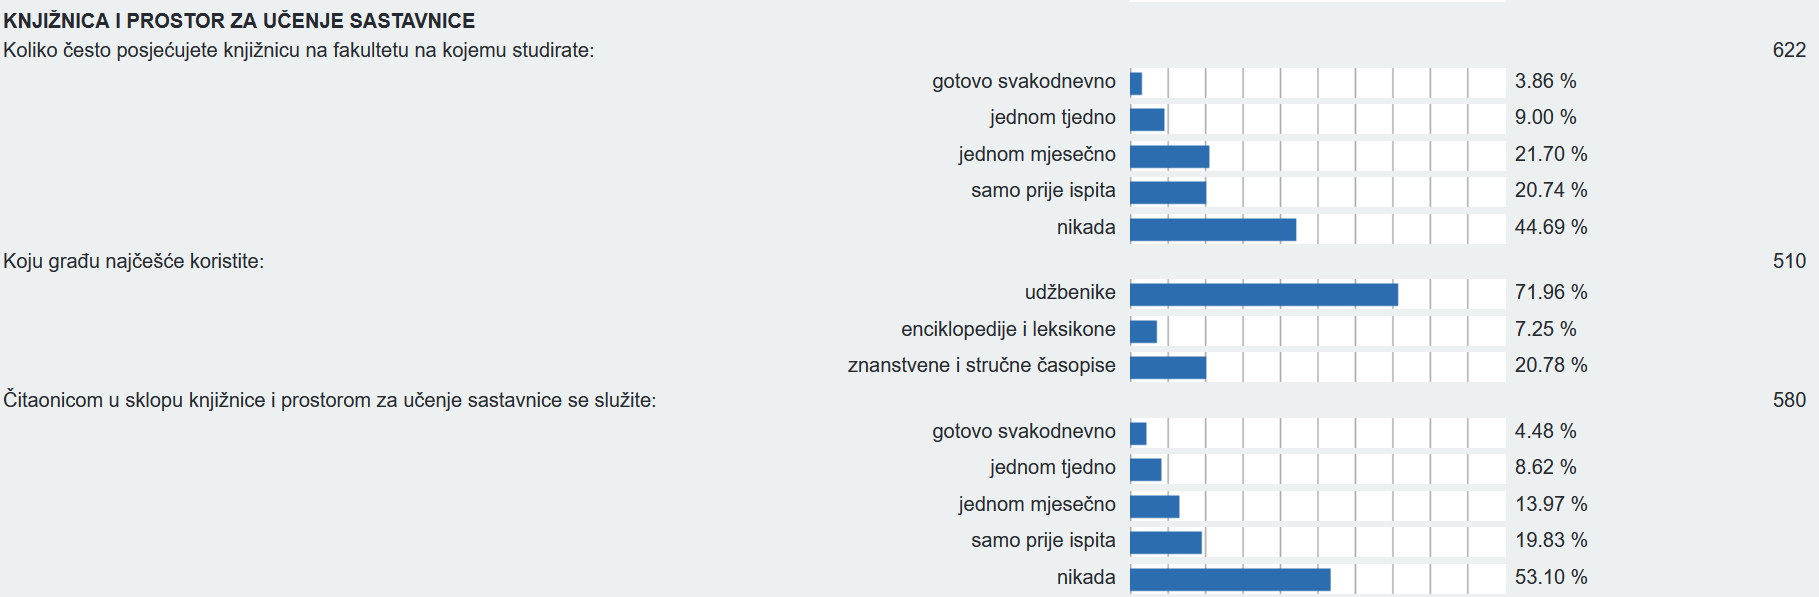 KNJIŽNICA I PROSTOR ZA UČENJE SASTAVNICE
Koliko često posjećujete knjižnicu na fakultetu na kojemu studirate: 622
gotovo svakodnevno 3.86 %
jednom tjedno 9.00 %
jednom mjesečno 21.70 %
samo prije ispita 20.74 %
nikada 44.69 %
Koju građu najčešće koristite: 510
udžbenike 71.96 %
enciklopedije i leksikone 7.25 %
znanstvene i stručne časopise 20.78 %
Čitaonicom u sklopu knjižnice i prostorom za učenje sastavnice se služite: 580
gotovo svakodnevno 4.48 %
jednom tjedno 8.62 %
jednom mjesečno 13.97 %
samo prije ispita 19.83 %
nikada 53.10 %